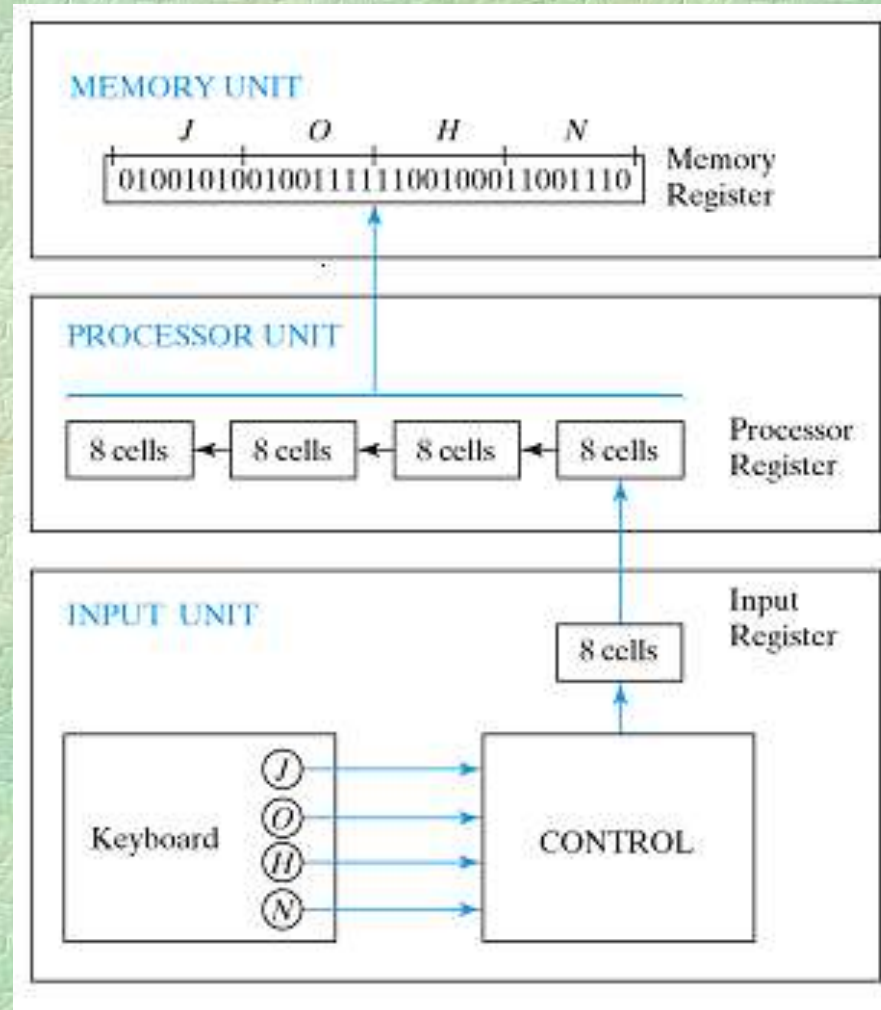 MEMORY UNIT
J O H N
01001010010011111100100011001110
Memory
Register
PROCESSOR UNIT
8 cells 8 cells 8 cells 8 cells
Processor
Register
INPUT UNIT
Input
Register
8 cells
Keyboard
J
O
H
N
CONTROL